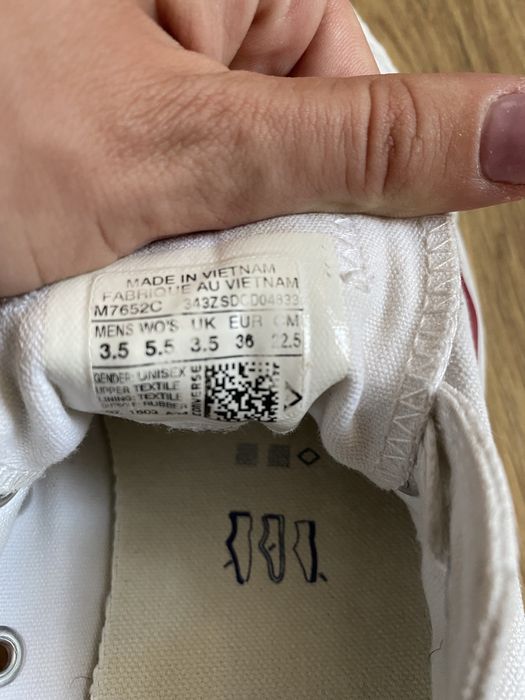 MADE IN VIETNAM
FABRIQUE AU VIETNAM
M7652C
MENS WO'S UK EUR CM
3.5 5.5 3.5 36 22.5
GENDER: UNISEX
UPPER: TEXTILE
LINING: TEXTILE
RUBBER
CONVERSE